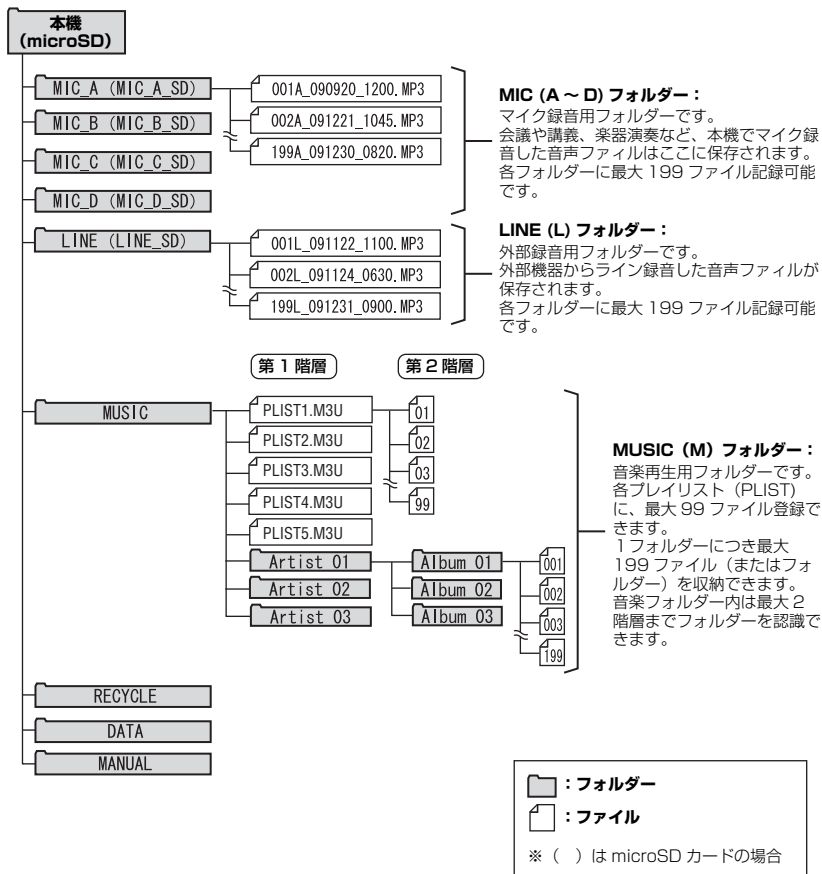 本機
(microSD)
MIC_A (MIC_A_SD)
001A_090920_1200.MP3
002A_091221_1045.MP3
199A_091230_0820.MP3
MIC_B (MIC_B_SD)
MIC_C (MIC_C_SD)
MIC_D (MIC_D_SD)
MIC (A ~ D) フォルダー：
マイク録音用フォルダーです。
会議や講義、楽器演奏など、本機でマイク録
音した音声ファィルはここに保存されます。
各フォルダーに最大 199 ファイル記録可能
です。
LINE (LINE_SD)
001L_091122_1100.MP3
002L_091124_0630.MP3
199L_091231_0900.MP3
LINE (L) フォルダー：
外部録音用フォルダーです。
外部機器からライン録音した音声ファィルが
保存されます。
各フォルダーに最大 199 ファイル記録可能
です。
第 1 階層
第 2 階層
MUSIC
PLIST1.M3U
01
PLIST2.M3U
02
PLIST3.M3U
03
PLIST4.M3U
99
PLIST5.M3U
Artist 01
Album 01
001
Artist 02
Album 02
002
Artist 03
Album 03
003
199
MUSIC（M）フォルダー：
音楽再生用フォルダーです。
各プレイリスト（PLIST）
に、最大 99 ファイル登録で
きます。
1 フォルダーにつき最大
199 ファイル（またはフォ
ルダー）を収納できます。
音楽フォルダー内は最大 2
階層までフォルダーを認識で
きます。
RECYCLE
DATA
MANUAL
：フォルダー
：ファイル
※（　）は microSD カードの場合